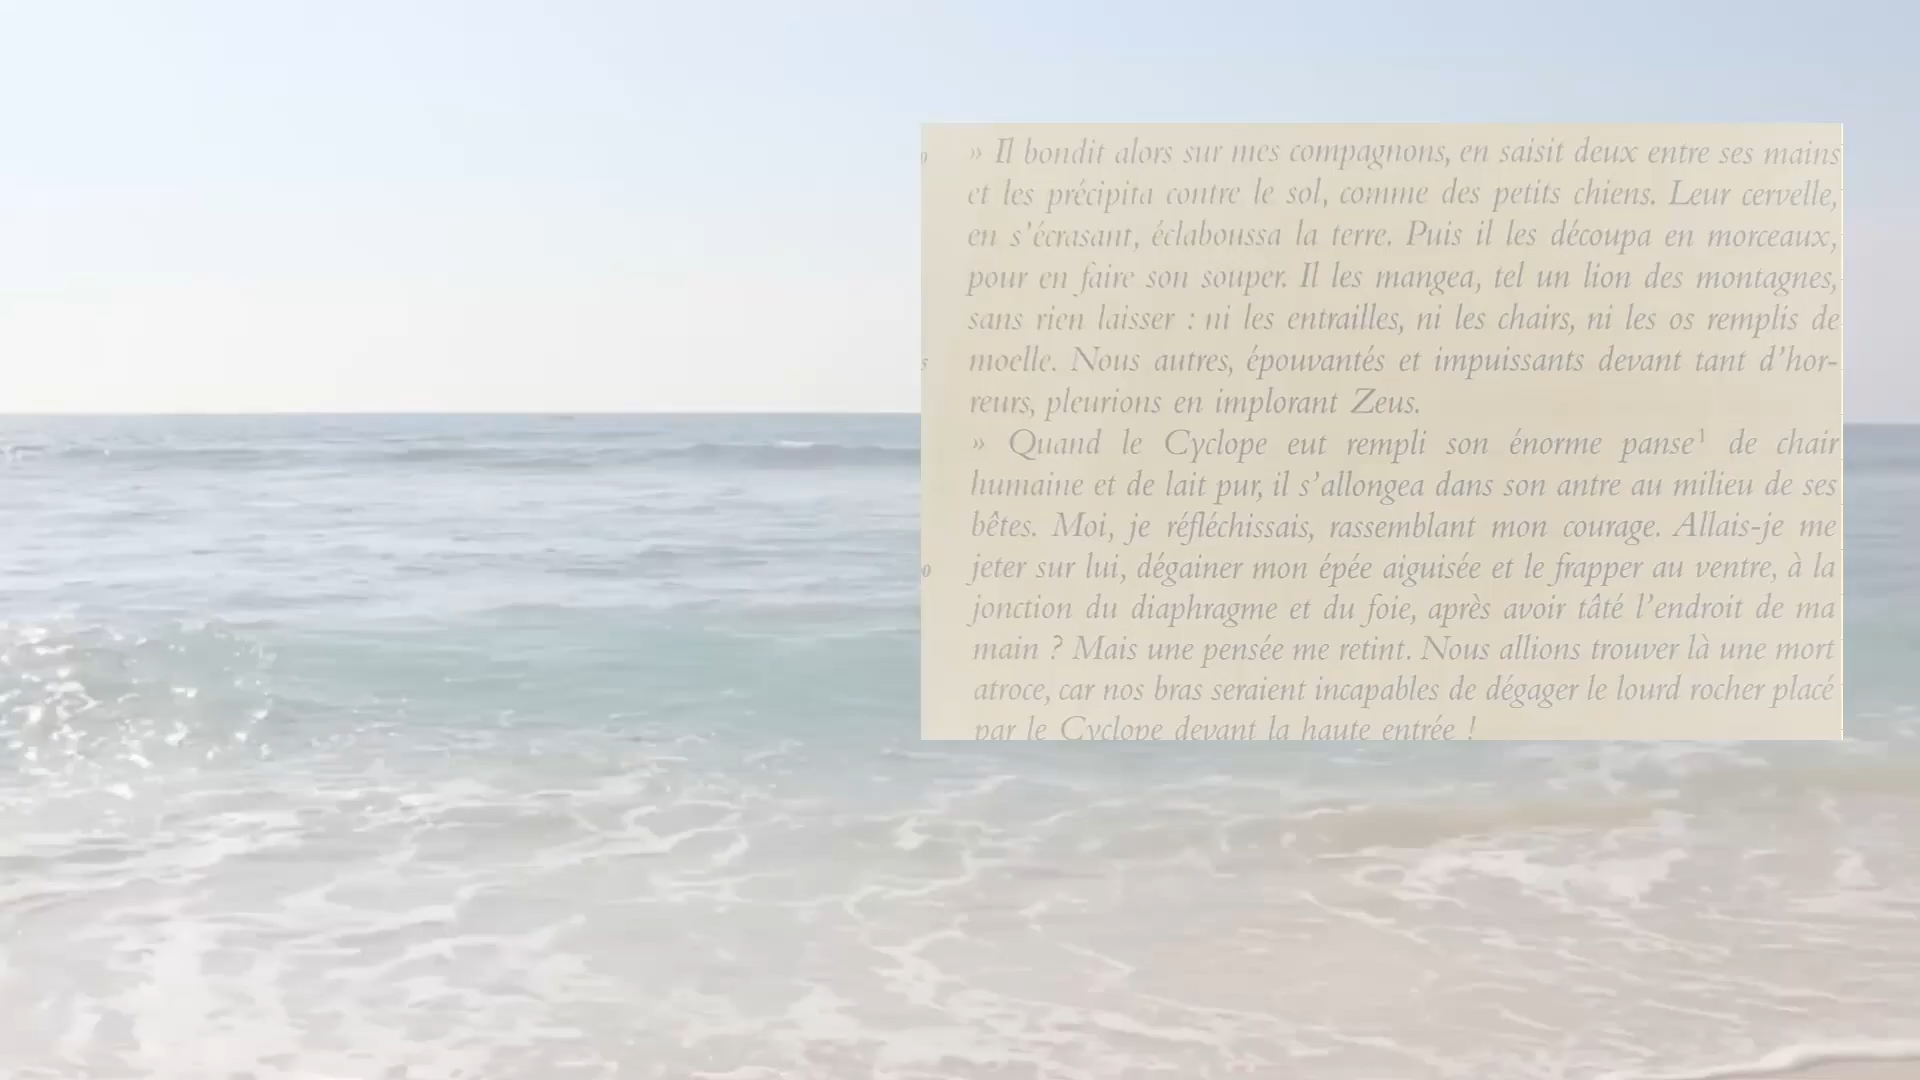 » Il bondit alors sur mes compagnons, en saisit deux entre ses mains
et les précipita contre le sol, comme des petits chiens. Leur cervelle,
en s'écrasant, éclaboussa la terre. Puis il les découpa en morceaux,
pour en faire son souper. Il les mangea, tel un lion des montagnes,
sans rien laisser : ni les entrailles, ni les chairs, ni les os remplis de
moelle. Nous autres, épouvantés et impuissants devant tant d'hor-
reurs, pleurions en implorant Zeus.
» Quand le Cyclope eut rempli son énorme panse¹ de chair
humaine et de lait pur, il s'allongea dans son antre au milieu de ses
bêtes. Moi, je réfléchissais, rassemblant mon courage. Allais-je me
jeter sur lui, dégainer mon épée aiguisée et le frapper au ventre, à la
jonction du diaphragme et du foie, après avoir tâté l'endroit de ma
main ? Mais une pensée me retint. Nous allions trouver là une mort
atroce, car nos bras seraient incapables de dégager le lourd rocher placé
par le Cyclope devant la haute entrée !